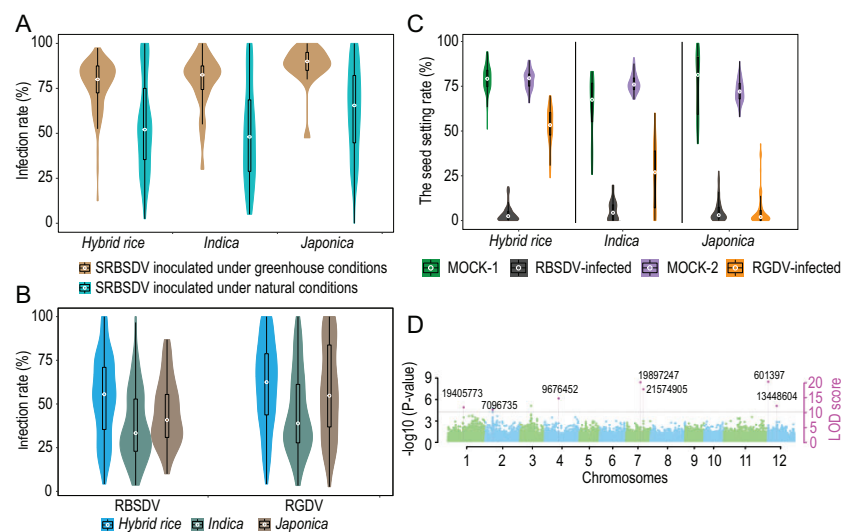 A
Infection rate (%)
100
75
50
25
0
Hybrid rice
Indica
Japonica
SRBSDV inoculated under greenhouse conditions
SRBSDV inoculated under natural conditions
B
Infection rate (%)
100
75
50
25
0
RBSDV
RGDV
Hybrid rice
Indica
Japonica
C
The seed setting rate (%)
100
75
50
25
0
Hybrid rice
Indica
Japonica
MOCK-1
RBSDV-infected
MOCK-2
RGDV-infected
D
-log10 (P-value)
9
6
3
0
19405773
7096735
9676452
19897247
21574905
601397
13448604
20
15
10
5
0
LOD score
1 2 3 4 5 6 7 8 9 10 11 12
Chromosomes